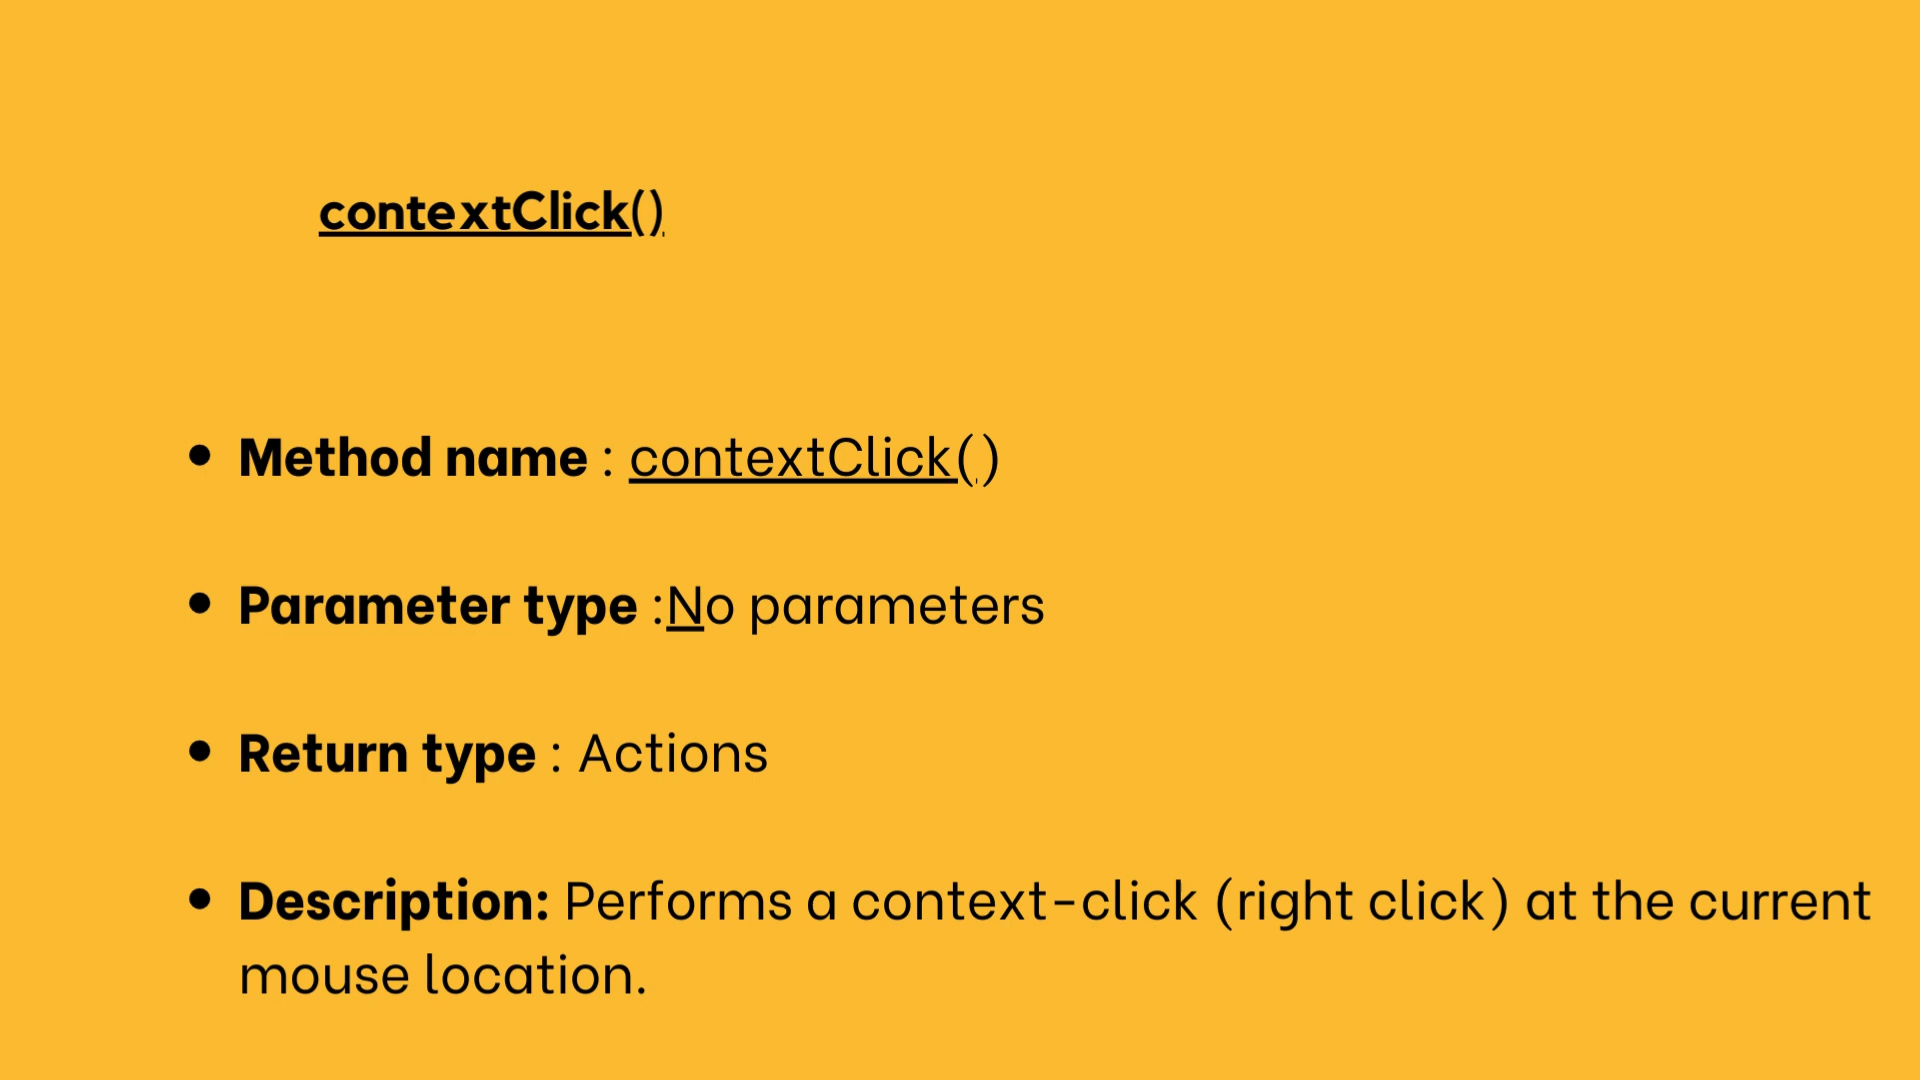 contextClick()
• Method name : contextClick()
• Parameter type :No parameters
• Return type : Actions
• Description: Performs a context-click (right click) at the current
mouse location.